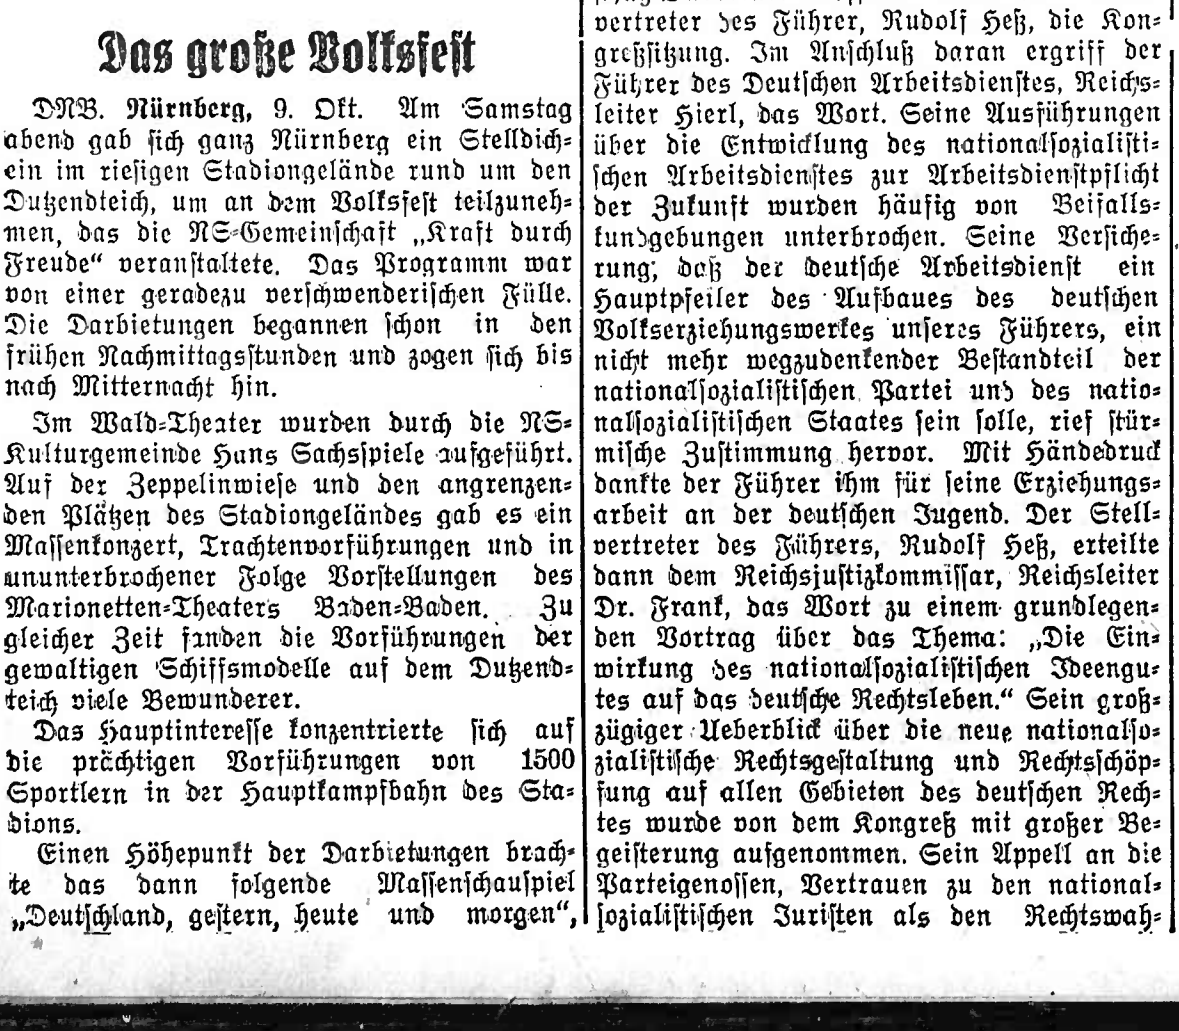 Das große Volksfest
DNB. Nürnberg, 9. Okt. Am Samstag
abend gab sich ganz Nürnberg ein Stelldich-
ein im riesigen Stadiongelände rund um den
Dutzendteich, um an dem Volksfest teilzuneh-
men, das die NS-Gemeinschaft „Kraft durch
Freude“ veranstaltete. Das Programm war
von einer geradezu verschwenderischen Fülle.
Die Darbietungen begannen schon in den
frühen Nachmittagsstunden und zogen sich bis
nach Mitternacht hin.
Im Wald-Theater wurden durch die NS-
Kulturgemeinde Hans Sachsspiele aufgeführt.
Auf der Zeppelinwiese und den angrenzen-
den Plätzen des Stadiongeländes gab es ein
Massenkonzert, Trachtenvorführungen und in
ununterbrochener Folge Vorstellungen des
Marionetten-Theaters Baden-Baden. Zu
gleicher Zeit fanden die Vorführungen der
gewaltigen Schiffsmodelle auf dem Dutzend-
teich viele Bewunderer.
Das Hauptinteresse konzentrierte sich auf
die prächtigen Vorführungen von 1500
Sportlern in der Hauptkampfbahn des Sta-
dions.
Einen Höhepunkt der Darbietungen brach-
te das dann folgende Massenschauspiel
„Deutschland, gestern, heute und morgen“,
vertreter des Führer, Rudolf Heß, die Kon-
greßsitzung. Im Anschluß daran ergriff der
Führer des Deutschen Arbeitsdienstes, Reichs-
leiter Hierl, das Wort. Seine Ausführungen
über die Entwicklung des nationalsozialisti-
schen Arbeitsdienstes zur Arbeitsdienstpflicht
der Zukunft wurden häufig von Beifalls-
kundgebungen unterbrochen. Seine Versiche-
rung, daß der deutsche Arbeitsdienst ein
Hauptpfeiler des Aufbaues des deutschen
Volkserziehungswerkes unseres Führers, ein
nicht mehr wegzudenkender Bestandteil der
nationalsozialistischen Partei und des natio-
nalsozialistischen Staates sein solle, rief stür-
mische Zustimmung hervor. Mit Händedruck
dankte der Führer ihm für seine Erziehungs-
arbeit an der deutschen Jugend. Der Stell-
vertreter des Führers, Rudolf Heß, erteilte
dann dem Reichsjustizkommissar, Reichsleiter
Dr. Frank, das Wort zu einem grundlegen-
den Vortrag über das Thema: „Die Ein-
wirkung des nationalsozialistischen Ideengu-
tes auf das deutsche Rechtsleben.“ Sein groß-
zügiger Ueberblick über die neue nationalso-
zialistische Rechtsgestaltung und Rechtsschöp-
fung auf allen Gebieten des deutschen Rech-
tes wurde von dem Kongreß mit großer Be-
geisterung aufgenommen. Sein Appell an die
Parteigenossen, Vertrauen zu den national-
sozialistischen Juristen als den Rechtswah-